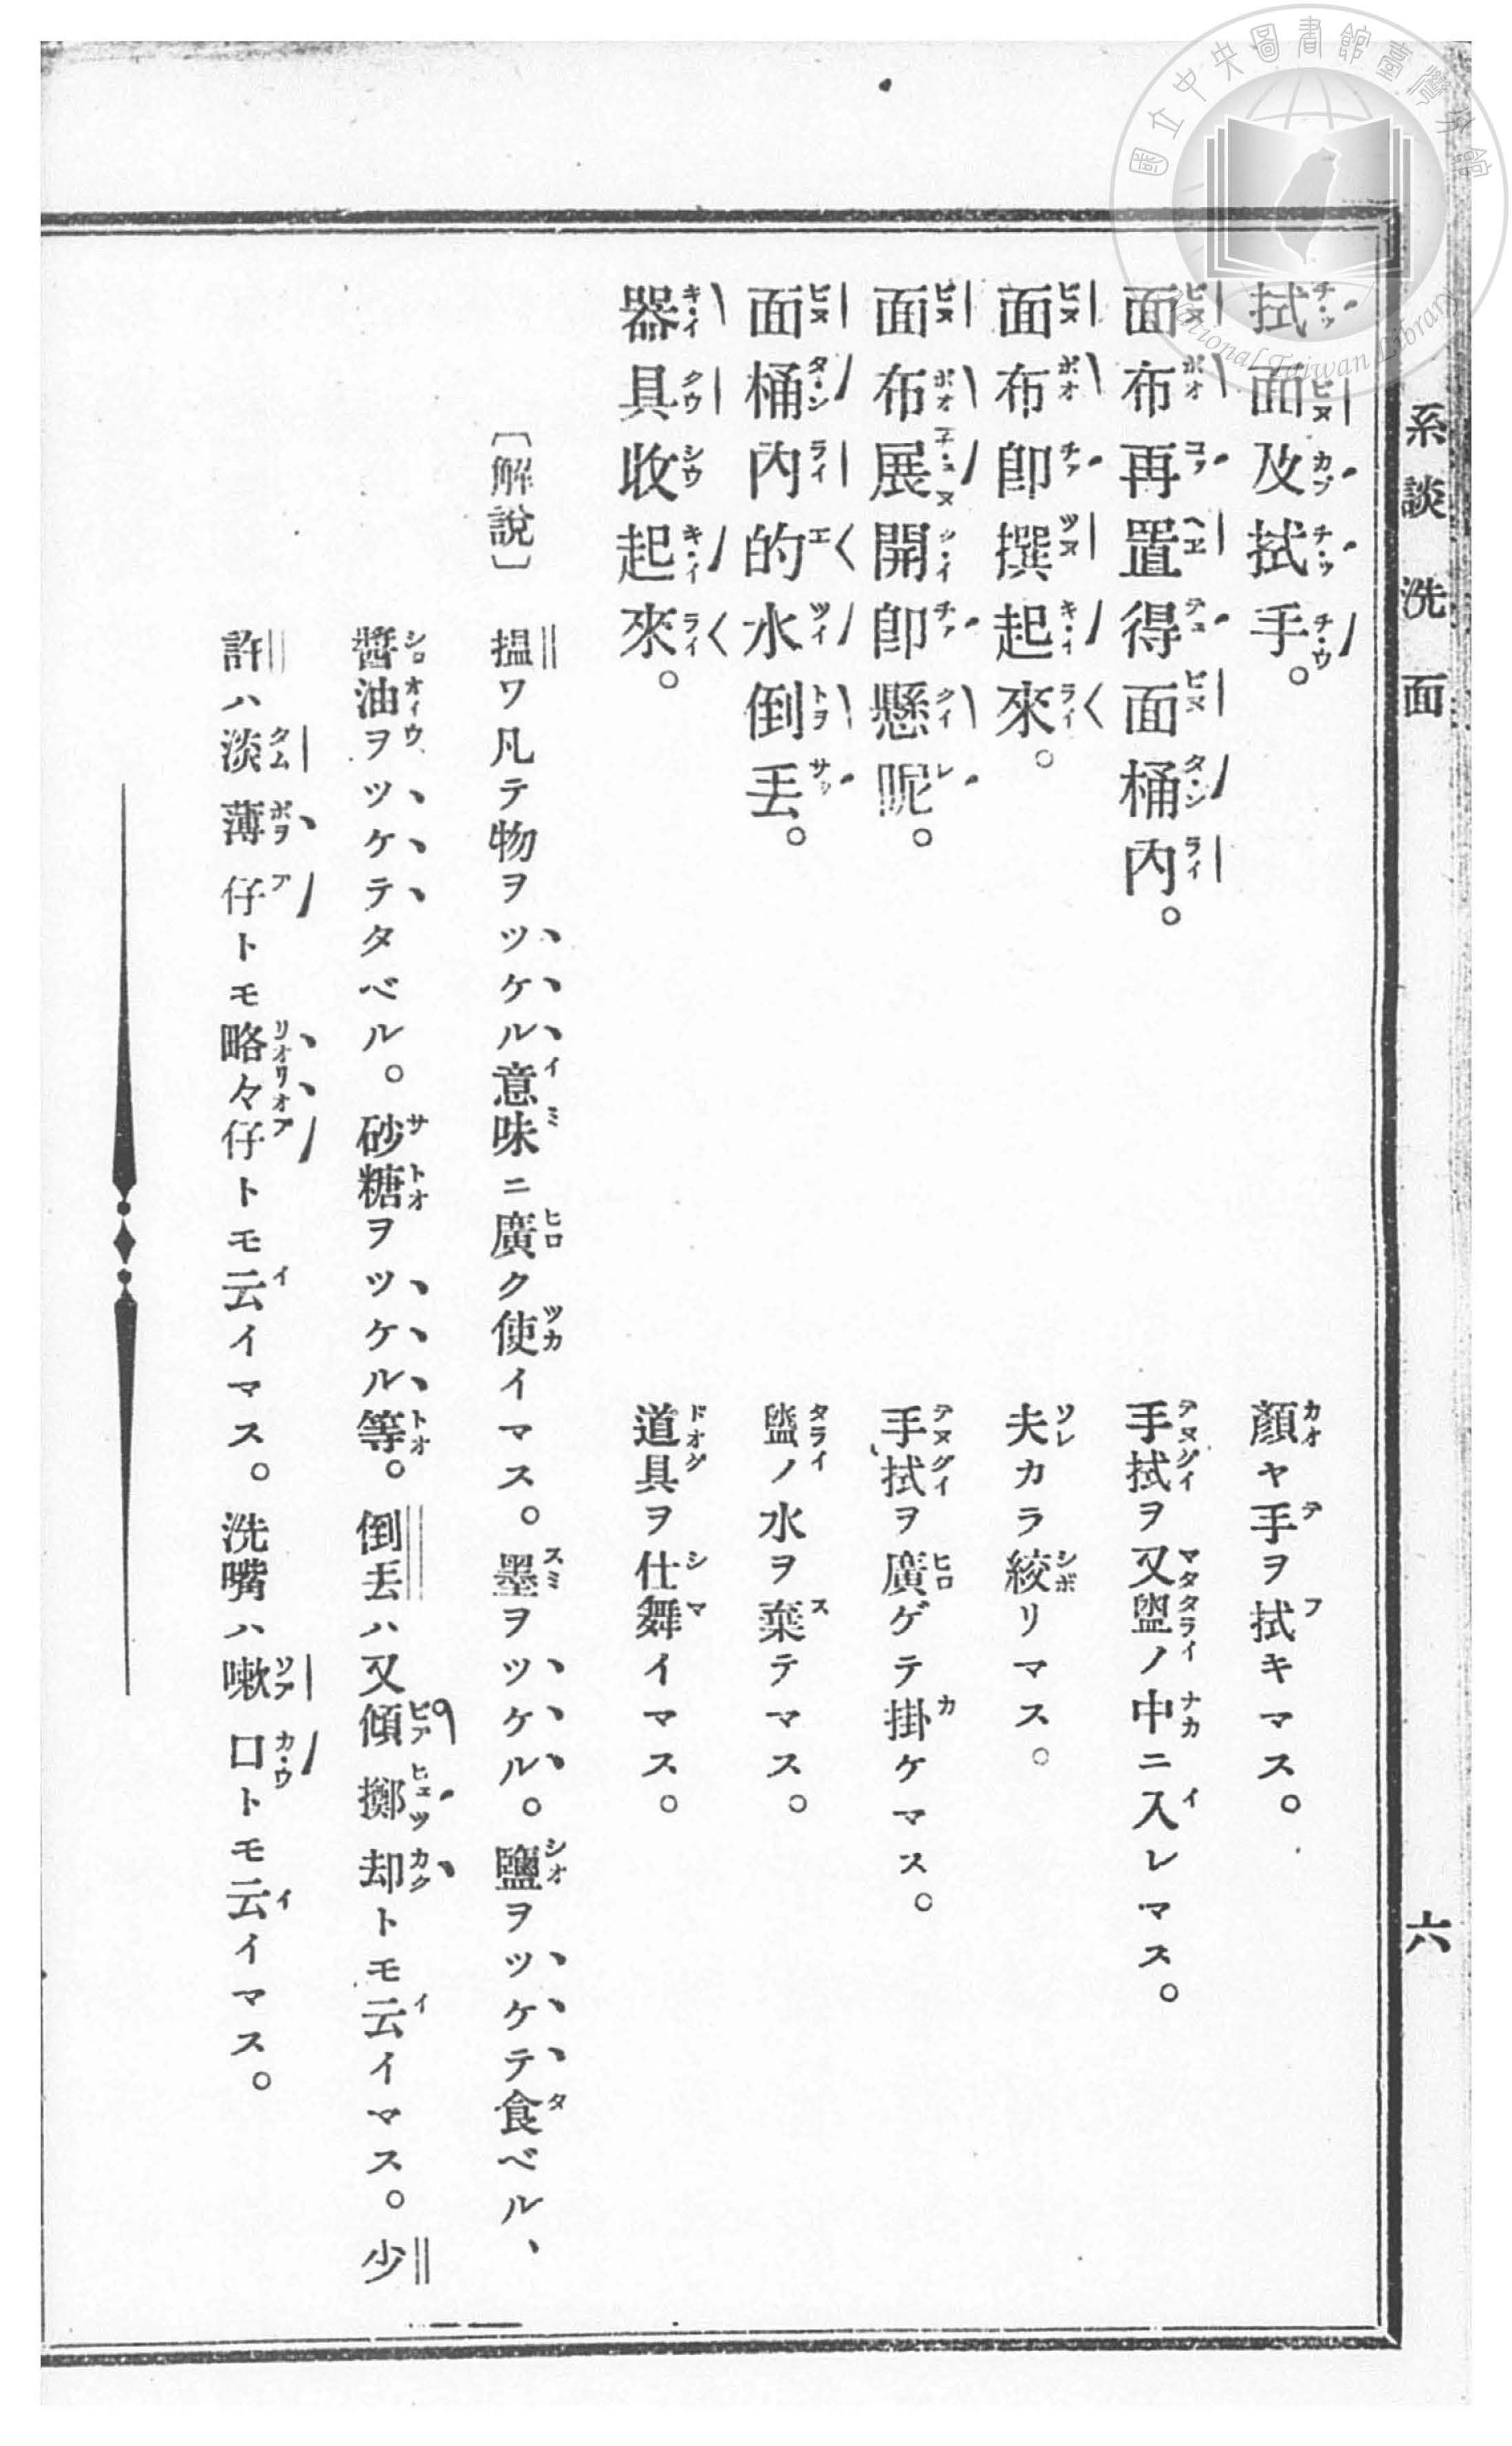 國立中央圖書館臺灣分館
National Taiwan Library
系談 洗面 六
拭面及拭手。
顏ヤ手ヲ拭キマス。
面布再置得面桶內。
手拭ヲ又盥ノ中ニ入レマス。
面布卽撰起來。
夫カラ絞リマス。
面布展開卽懸呢。
手拭ヲ廣ゲテ掛ケマス。
面桶內的水倒丟。
盥ノ水ヲ棄テマス。
器具收起來。
道具ヲ仕舞イマス。
〔解說〕 揾ワ凡テ物ヲツケル意味ニ廣ク使イマス。墨ヲツケル。鹽ヲツケテ食ベル、
醬油ヲツケテタベル。砂糖ヲツケル等。倒丟ハ又傾擲却トモ云イマス。少
許ハ淡薄仔トモ略々仔トモ云イマス。洗嘴ハ嗽口トモ云イマス。